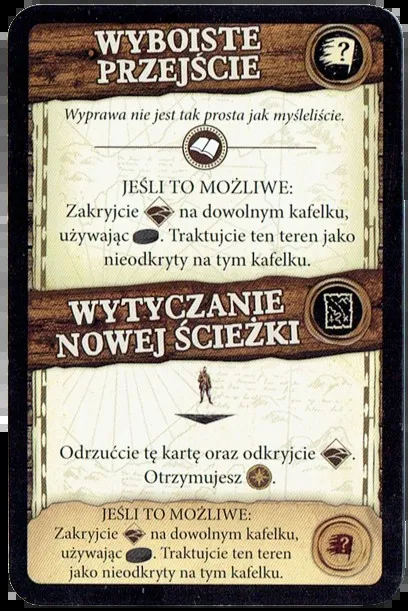 WYBOISTE
PRZEJŚCIE
?
Wyprawa nie jest tak prosta jak myśleliście.
JEŚLI TO MOŻLIWE:
Zakryjcie na dowolnym kafelku,
używając . Traktujcie ten teren jako
nieodkryty na tym kafelku.
WYTYCZANIE
NOWEJ ŚCIEŻKI
Odrzućcie tę kartę oraz odkryjcie .
Otrzymujesz .
JEŚLI TO MOŻLIWE:
Zakryjcie na dowolnym kafelku,
używając . Traktujcie ten teren
jako nieodkryty na tym kafelku.
?